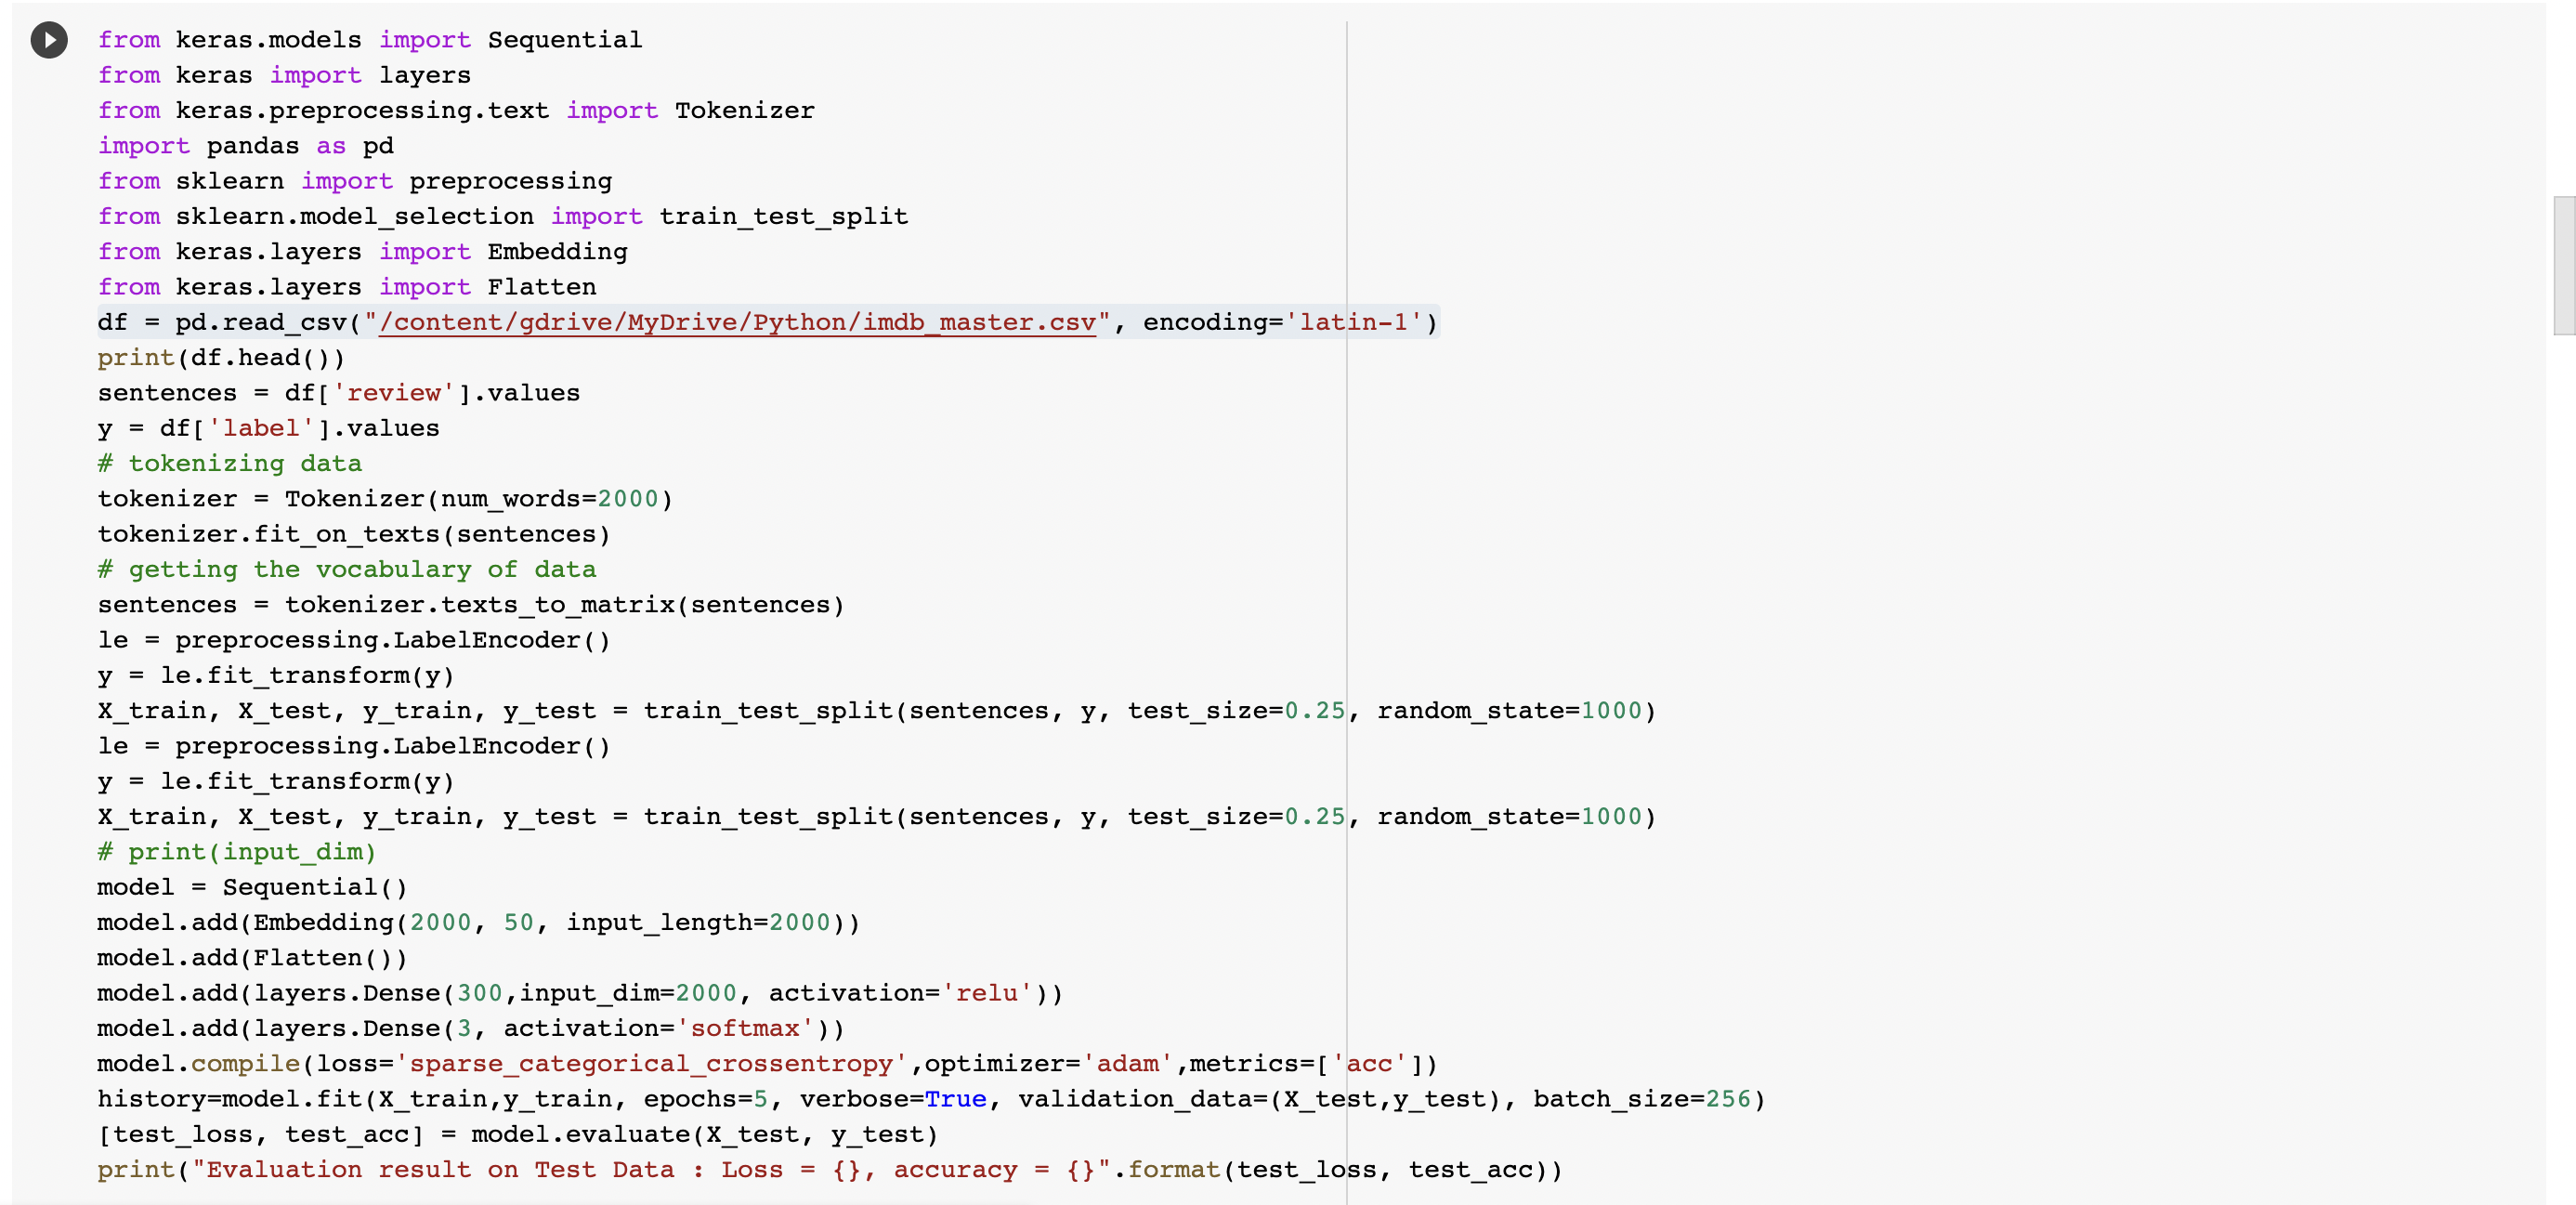 from keras.models import Sequential
from keras import layers
from keras.preprocessing.text import Tokenizer
import pandas as pd
from sklearn import preprocessing
from sklearn.model_selection import train_test_split
from keras.layers import Embedding
from keras.layers import Flatten
df = pd.read_csv("/content/gdrive/MyDrive/Python/imdb_master.csv", encoding='latin-1')
print(df.head())
sentences = df['review'].values
y = df['label'].values
# tokenizing data
tokenizer = Tokenizer(num_words=2000)
tokenizer.fit_on_texts(sentences)
# getting the vocabulary of data
sentences = tokenizer.texts_to_matrix(sentences)
le = preprocessing.LabelEncoder()
y = le.fit_transform(y)
X_train, X_test, y_train, y_test = train_test_split(sentences, y, test_size=0.25, random_state=1000)
le = preprocessing.LabelEncoder()
y = le.fit_transform(y)
X_train, X_test, y_train, y_test = train_test_split(sentences, y, test_size=0.25, random_state=1000)
# print(input_dim)
model = Sequential()
model.add(Embedding(2000, 50, input_length=2000))
model.add(Flatten())
model.add(layers.Dense(300,input_dim=2000, activation='relu'))
model.add(layers.Dense(3, activation='softmax'))
model.compile(loss='sparse_categorical_crossentropy',optimizer='adam',metrics=['acc'])
history=model.fit(X_train,y_train, epochs=5, verbose=True, validation_data=(X_test,y_test), batch_size=256)
[test_loss, test_acc] = model.evaluate(X_test, y_test)
print("Evaluation result on Test Data : Loss = {}, accuracy = {}".format(test_loss, test_acc))